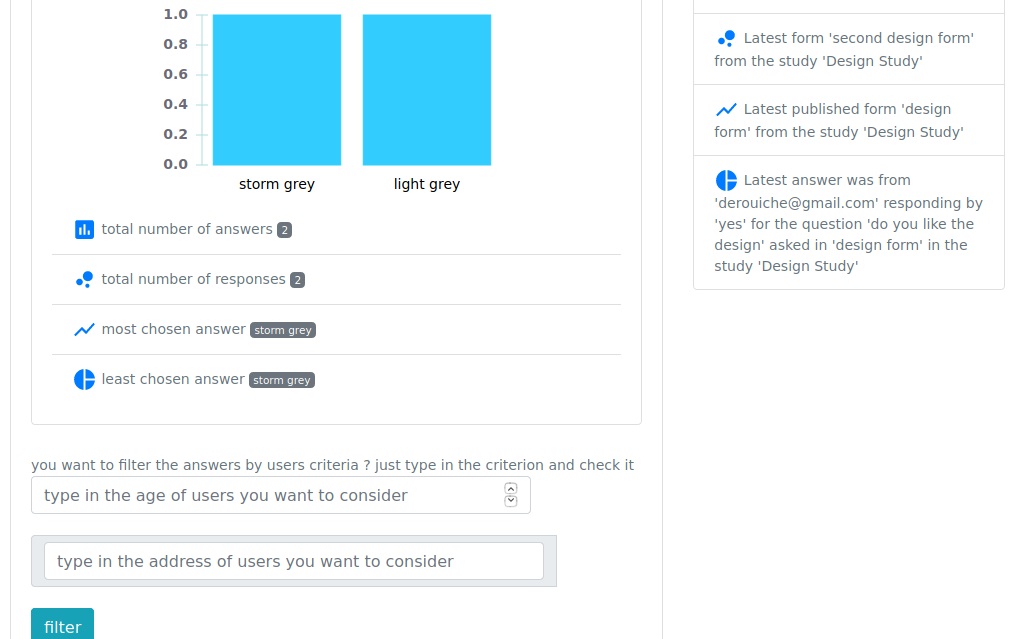 1.0
0.8
0.6
0.4
0.2
0.0
storm grey light grey
total number of answers 2
total number of responses 2
most chosen answer storm grey
least chosen answer storm grey
you want to filter the answers by users criteria ? just type in the criterion and check it
type in the age of users you want to consider
type in the address of users you want to consider
filter
Latest form 'second design form'
from the study 'Design Study'
Latest published form 'design
form' from the study 'Design Study'
Latest answer was from
'derouiche@gmail.com' responding by
'yes' for the question 'do you like the
design' asked in 'design form' in the
study 'Design Study'